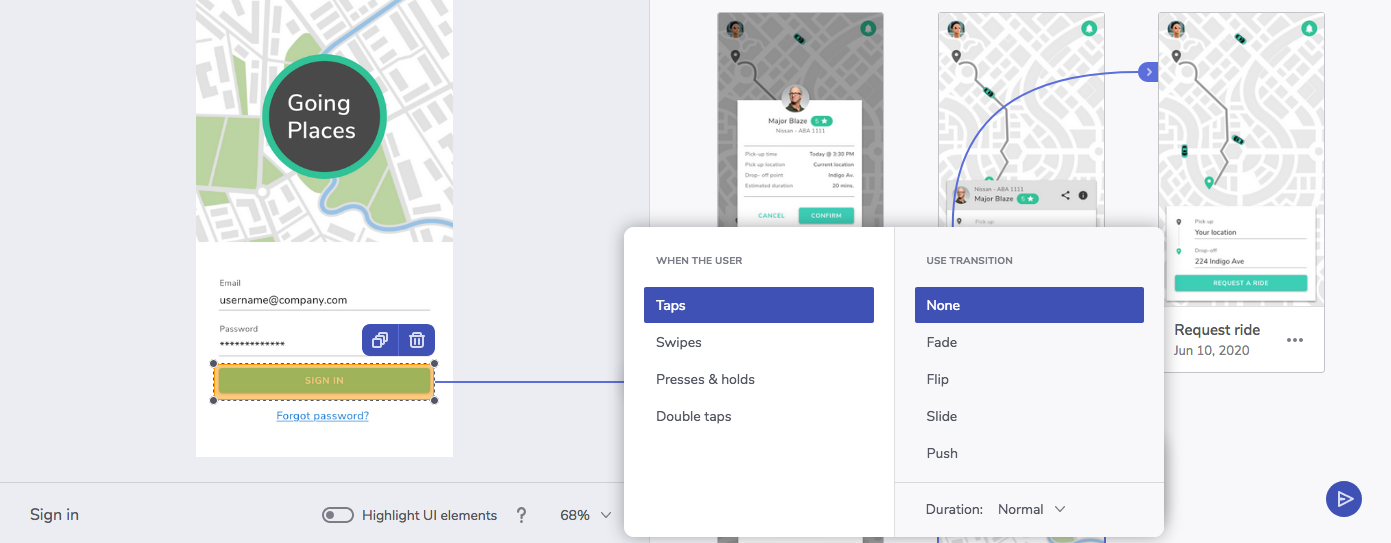 Going
Places
Email
username@company.com
Password
*************
SIGN IN
Forgot password?
Sign in
Highlight UI elements
?
68%
Major Blaze 5 ★
Nissan - ABA 1111
Pick-up time Today @ 3:30 PM
Pick up location Current location
Drop- off point Indigo Av.
Estimated duration 20 mins.
CANCEL CONFIRM
Nissan - ABA 1111
Major Blaze 5 ★
Pick up
Pick up
Your location
Drop-off
224 Indigo Ave
REQUEST A RIDE
Request ride
Jun 10, 2020
WHEN THE USER
Taps
Swipes
Presses & holds
Double taps
USE TRANSITION
None
Fade
Flip
Slide
Push
Duration: Normal